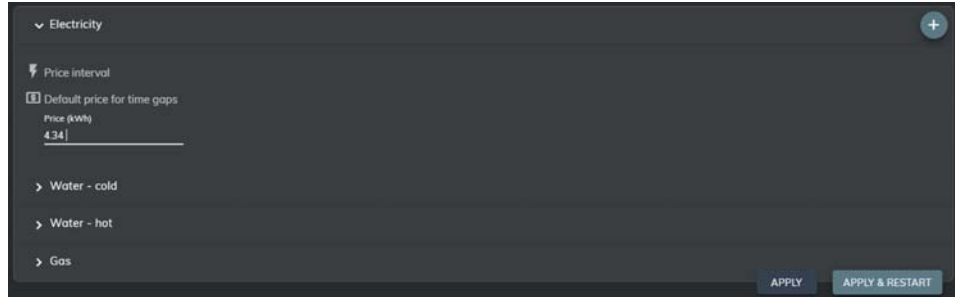 Electricity
Price interval
Default price for time gaps
Price (kWh)
4.34
Water - cold
Water - hot
Gas
APPLY APPLY & RESTART